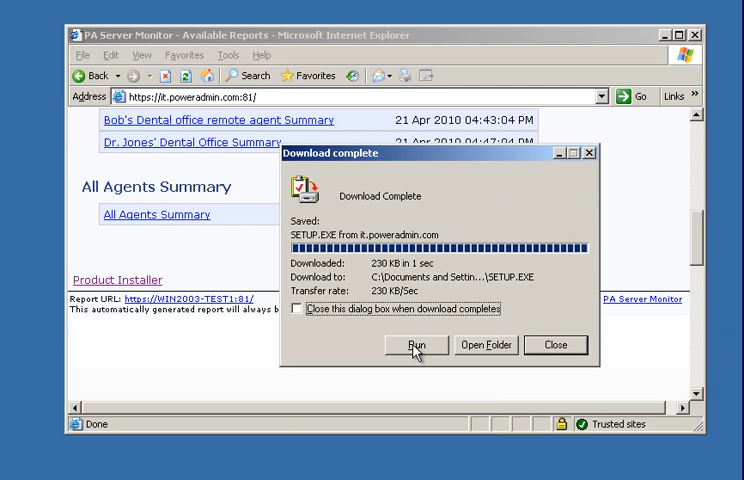 PA Server Monitor - Available Reports - Microsoft Internet Explorer
File Edit View Favorites Tools Help
Back Search Favorites
Address https://it.poweradmin.com:81/ Go Links »
Bob's Dental office remote agent Summary 21 Apr 2010 04:43:04 PM
Dr. Jones' Dental Office Summary 21 Apr 2010 04:47:04 PM
Download complete
All Agents Summary
Download Complete
All Agents Summary
Saved:
SETUP.EXE from it.poweradmin.com
Downloaded: 230 KB in 1 sec
Download to: C:\Documents and Settin...\SETUP.EXE
Product Installer
Transfer rate: 230 KB/Sec
Report URL: https://WIN2003-TEST1:81/ PA Server Monitor
This automatically generated report will always b
Close this dialog box when download completes
Run Open Folder Close
Done Trusted sites